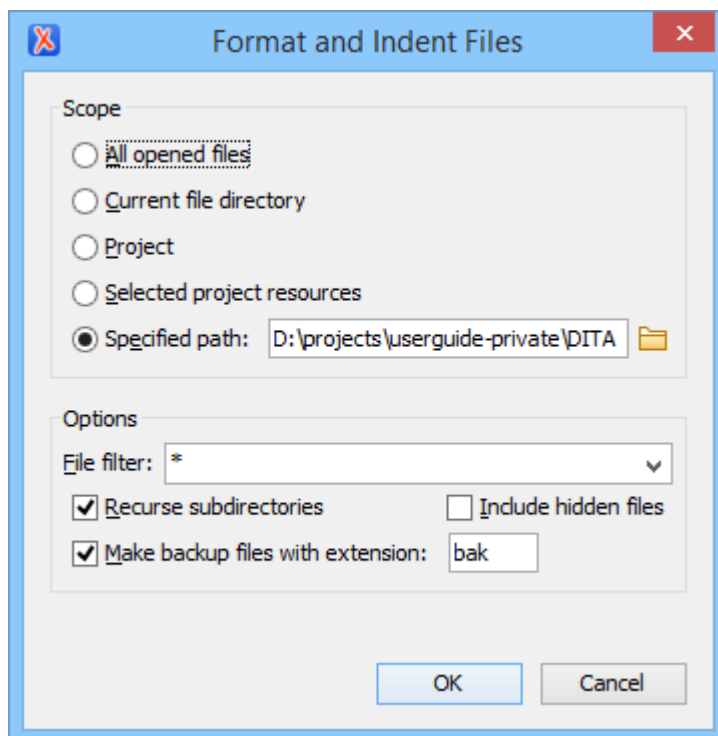 Format and Indent Files
Scope
All opened files
Current file directory
Project
Selected project resources
Specified path: D:\projects\userguide-private\DITA
Options
File filter: *
Recurse subdirectories Include hidden files
Make backup files with extension: bak
OK Cancel